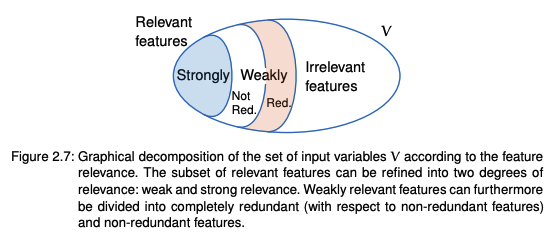 Relevant
features
V
Strongly
Weakly
Irrelevant
features
Not
Red.
Red.
Figure 2.7: Graphical decomposition of the set of input variables V according to the feature
relevance. The subset of relevant features can be refined into two degrees of
relevance: weak and strong relevance. Weakly relevant features can furthermore
be divided into completely redundant (with respect to non-redundant features)
and non-redundant features.